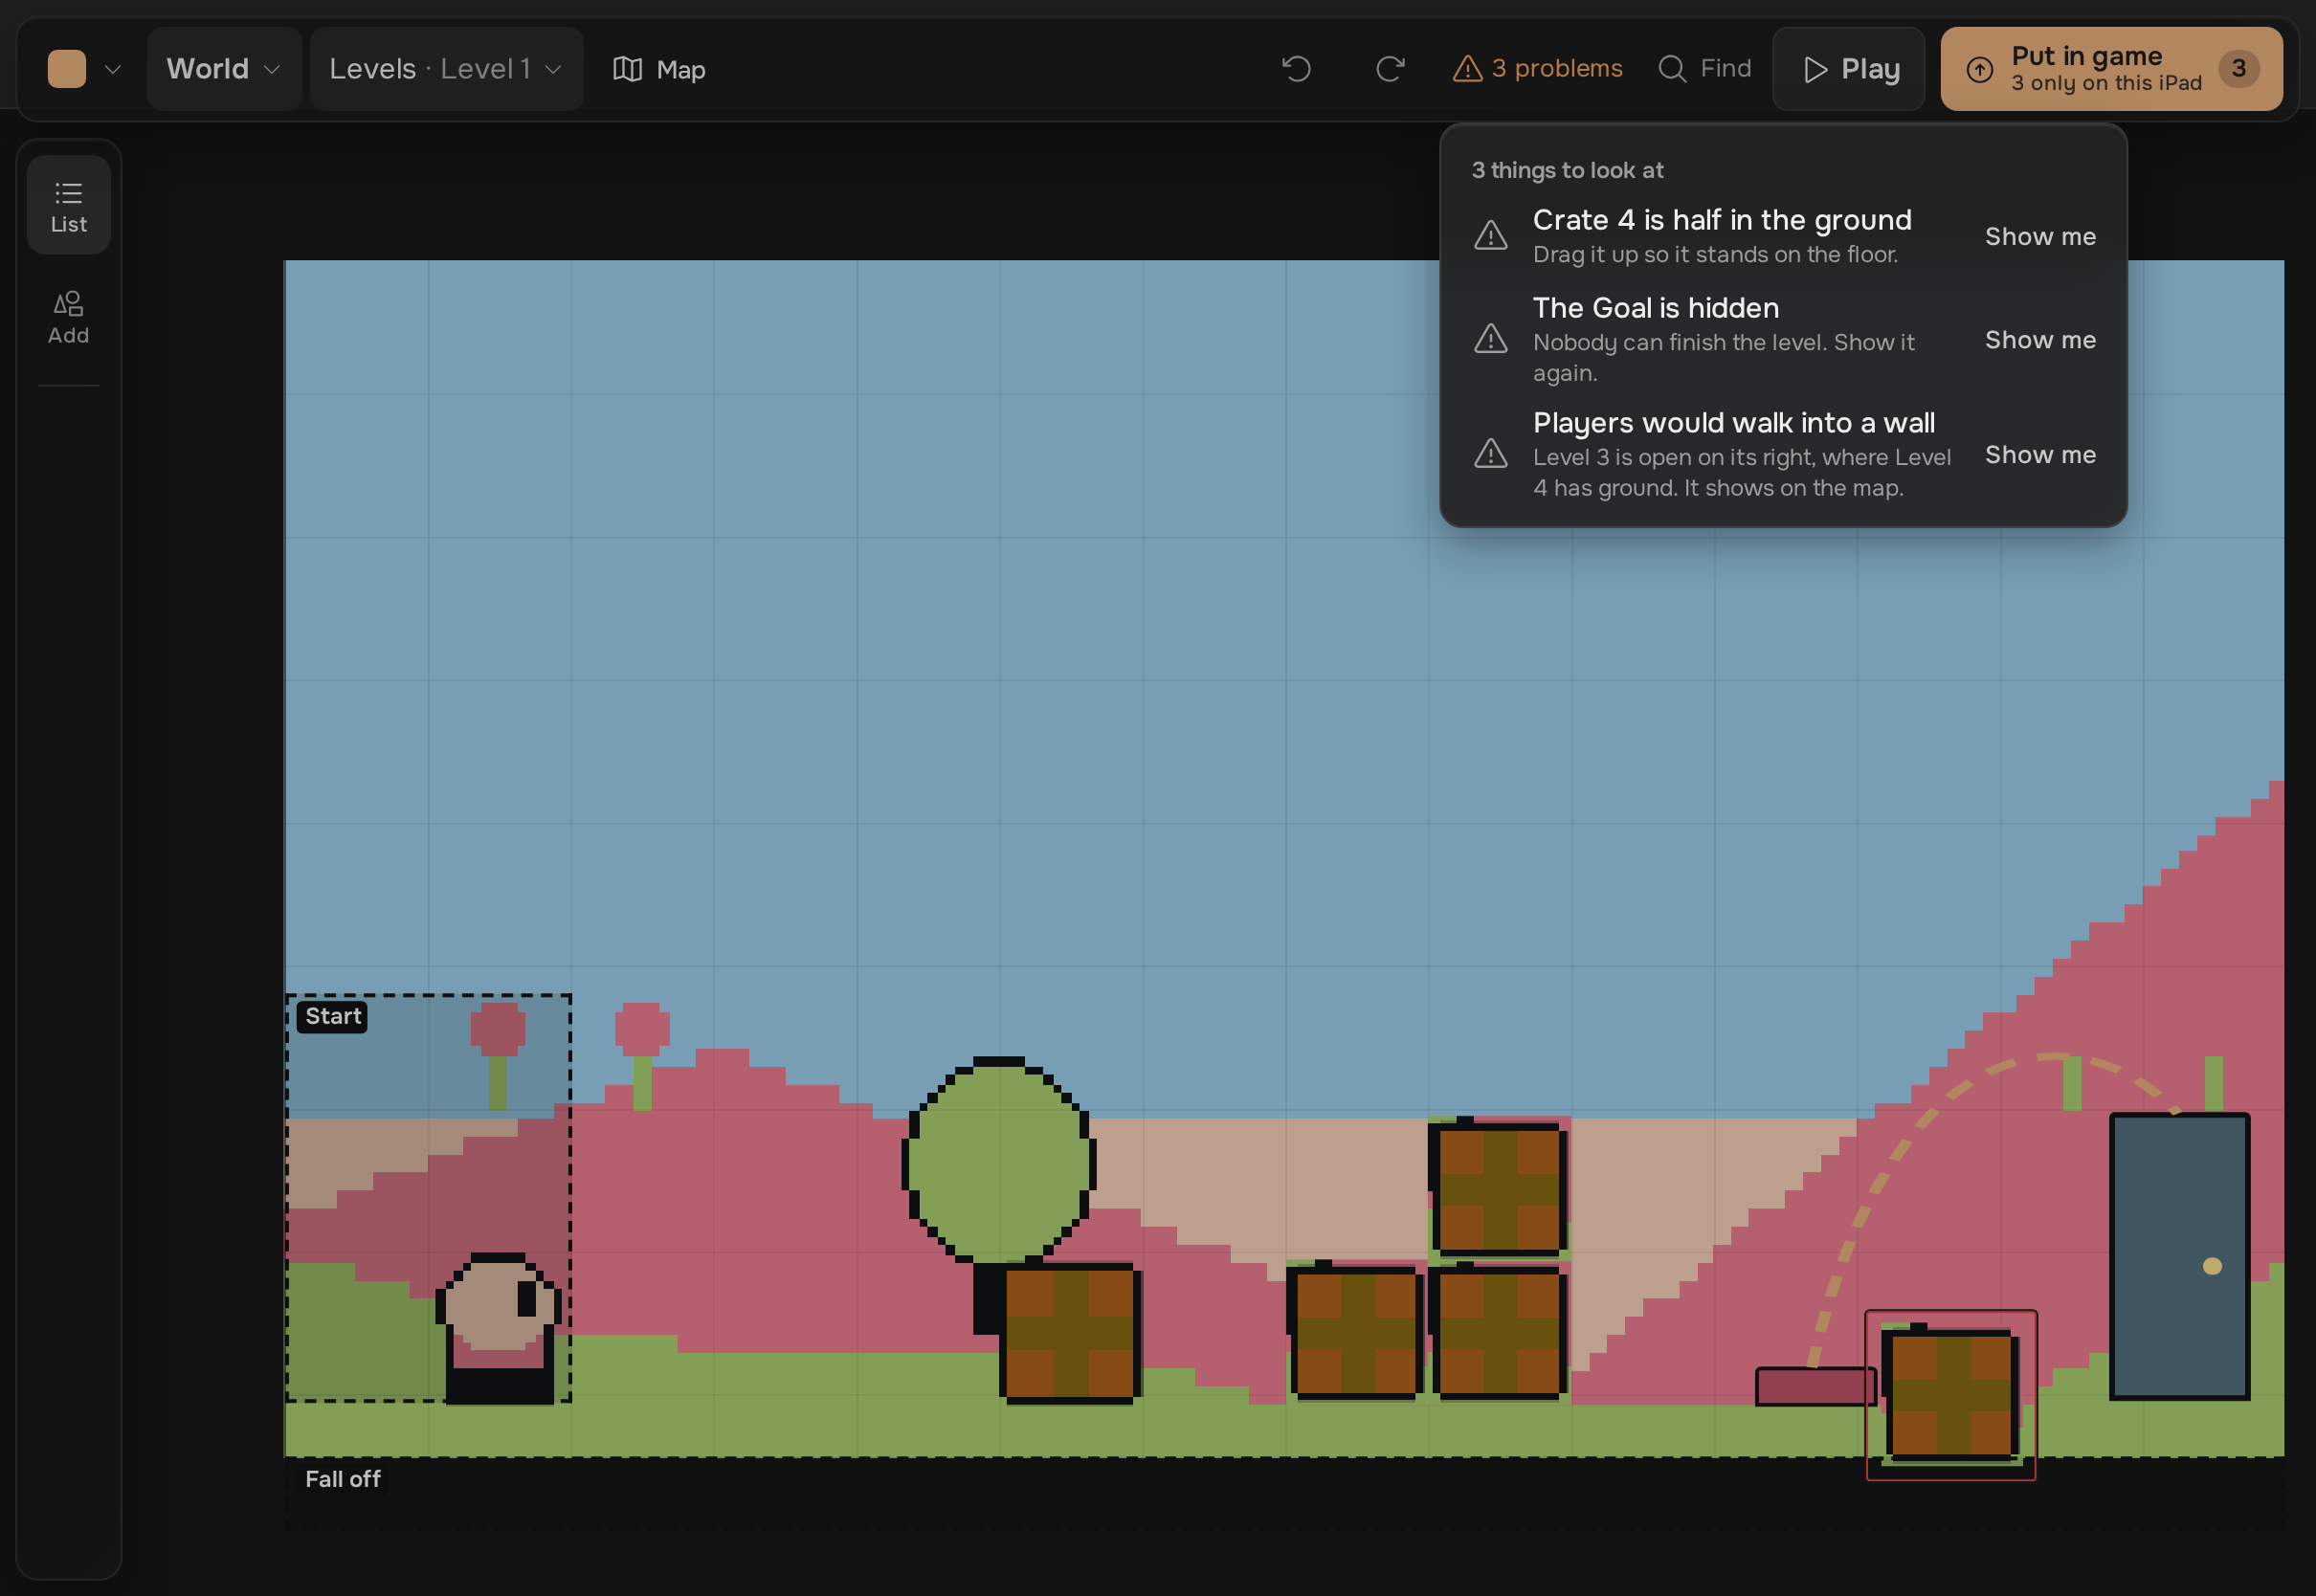 World
Levels · Level 1
Map
3 problems
Find
Play
Put in game
3 only on this iPad
3
List
Add
3 things to look at
Crate 4 is half in the ground
Drag it up so it stands on the floor.
Show me
The Goal is hidden
Nobody can finish the level. Show it
again.
Show me
Players would walk into a wall
Level 3 is open on its right, where Level
4 has ground. It shows on the map.
Show me
Start
Fall off